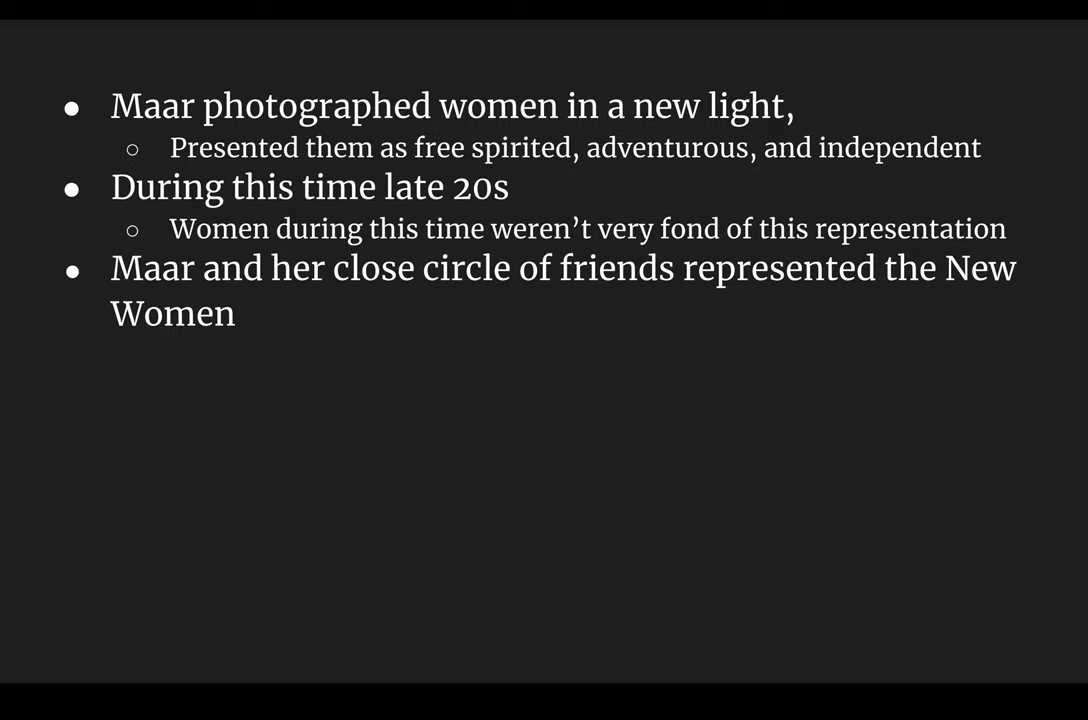 ● Maar photographed women in a new light,
○ Presented them as free spirited, adventurous, and independent
● During this time late 20s
○ Women during this time weren’t very fond of this representation
● Maar and her close circle of friends represented the New
Women